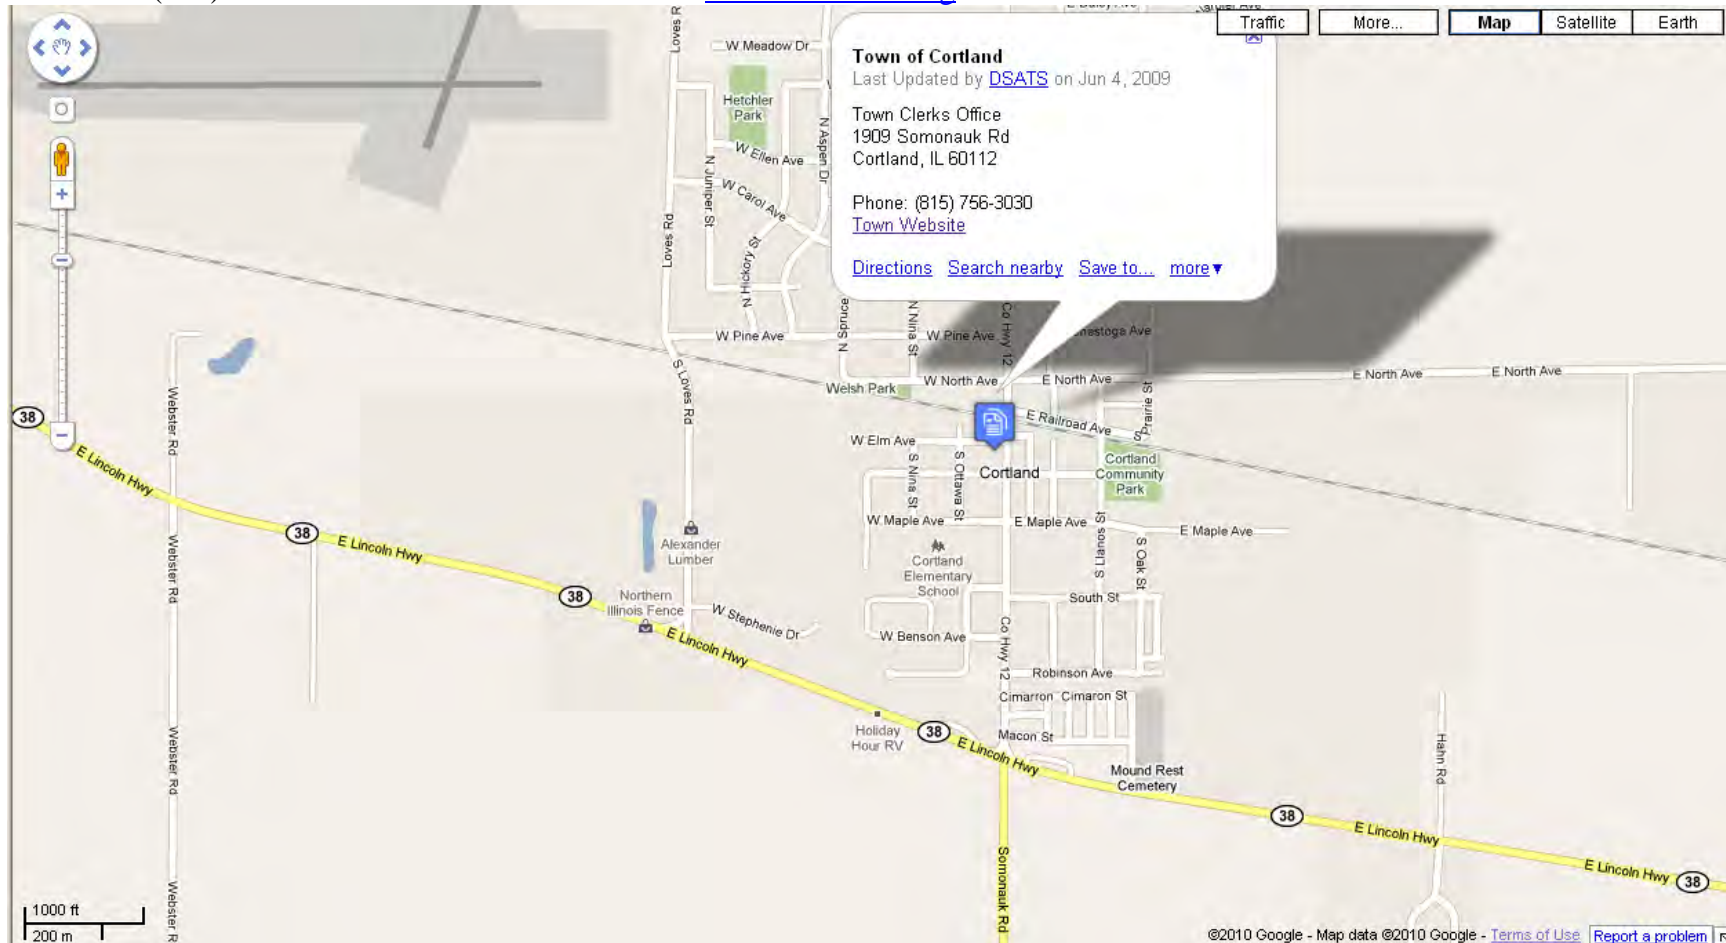 Traffic
More...
Map
Satellite
Earth
Town of Cortland
Last Updated by DSATS on Jun 4, 2009
Town Clerks Office
1909 Somonauk Rd
Cortland, IL 60112
Phone: (815) 756-3030
Town Website
Directions Search nearby Save to... more▼
Loves R
W Meadow Dr
Hetchler
Park
N Aspen Dr
W Ellen Ave
N Juniper St
W Carol Ave
Loves Rd
N Hickory St
W Pine Ave
N Spruce
N Nina St
W Pine Ave
Co Hwy 12
nestoga Ave
S Loves Rd
Welsh Park
W North Ave
E North Ave
E North Ave
E North Ave
E Railroad Ave
S Prairie St
Webster Rd
38
E Lincoln Hwy
W Elm Ave
S Nina St
S Ottawa St
Cortland
Cortland
Community
Park
W Maple Ave
E Maple Ave
E Maple Ave
S Llanos St
S Oak St
38
E Lincoln Hwy
Webster Rd
Alexander
Lumber
Cortland
Elementary
School
38
Northern
Illinois Fence
South St
W Stephenie Dr
E Lincoln Hwy
W Benson Ave
Co Hwy 12
Robinson Ave
Cimarron
Cimaron St
Holiday
Hour RV
38
Macon St
E Lincoln Hwy
Mound Rest
Cemetery
Webster Rd
Hahn Rd
38
E Lincoln Hwy
E Lincoln Hwy
38
Somonauk Rd
Webster R
1000 ft
200 m
©2010 Google - Map data ©2010 Google - Terms of Use
Report a problem